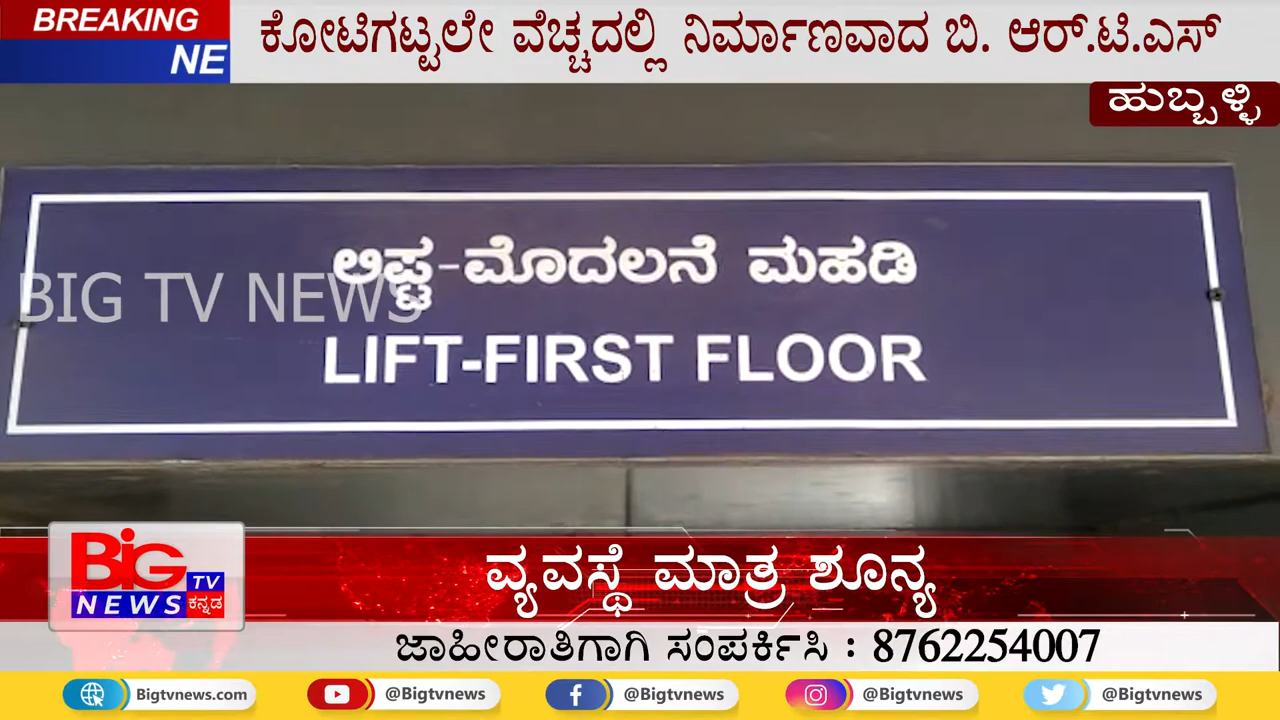 BREAKING
NE
ಕೋಟಿಗಟ್ಟಲೇ ವೆಚ್ಚದಲ್ಲಿ ನಿರ್ಮಾಣವಾದ ಬಿ. ಆರ್.ಟಿ.ಎಸ್
ಹುಬ್ಬಳ್ಳಿ
ಲಿಫ್ಟ-ಮೊದಲನೆ ಮಹಡಿ
BIG TV NEWS
LIFT-FIRST FLOOR
BIG
TV
NEWS ಕನ್ನಡ
ವ್ಯವಸ್ಥೆ ಮಾತ್ರ ಶೂನ್ಯ
ಜಾಹೀರಾತಿಗಾಗಿ ಸಂಪರ್ಕಿಸಿ : 8762254007
Bigtvnews.com @Bigtvnews @Bigtvnews @Bigtvnews @Bigtvnews